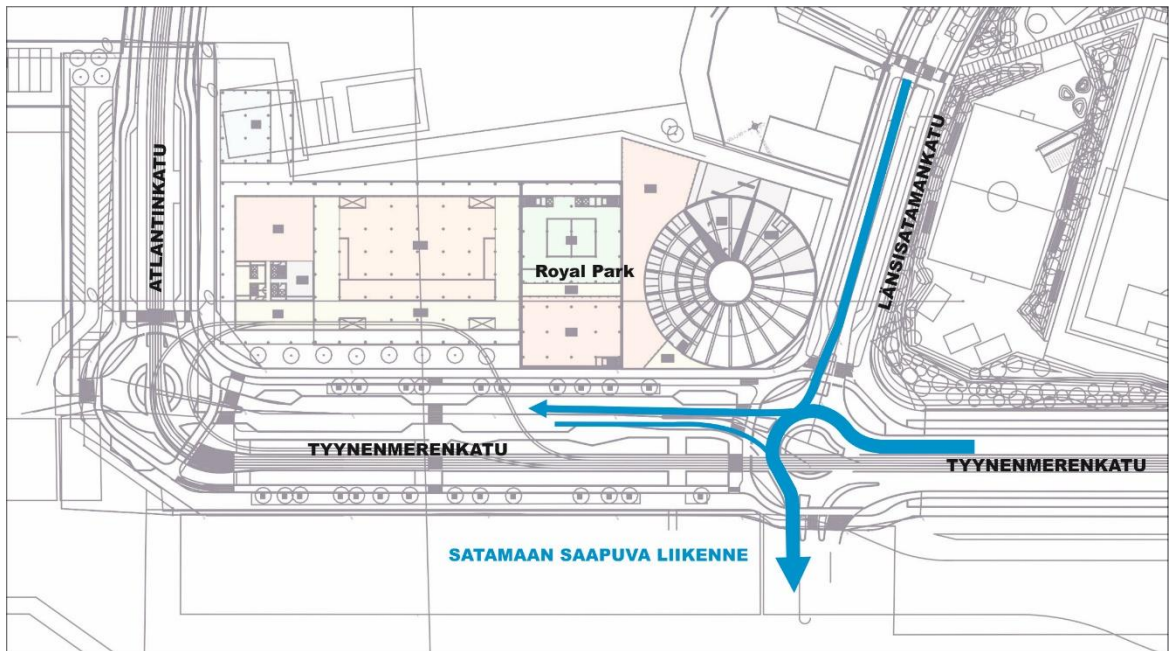 ATLANTINKATU
LÄNSISATAMANKATU
Royal Park
TYYNENMERENKATU
TYYNENMERENKATU
SATAMAAN SAAPUVA LIIKENNE